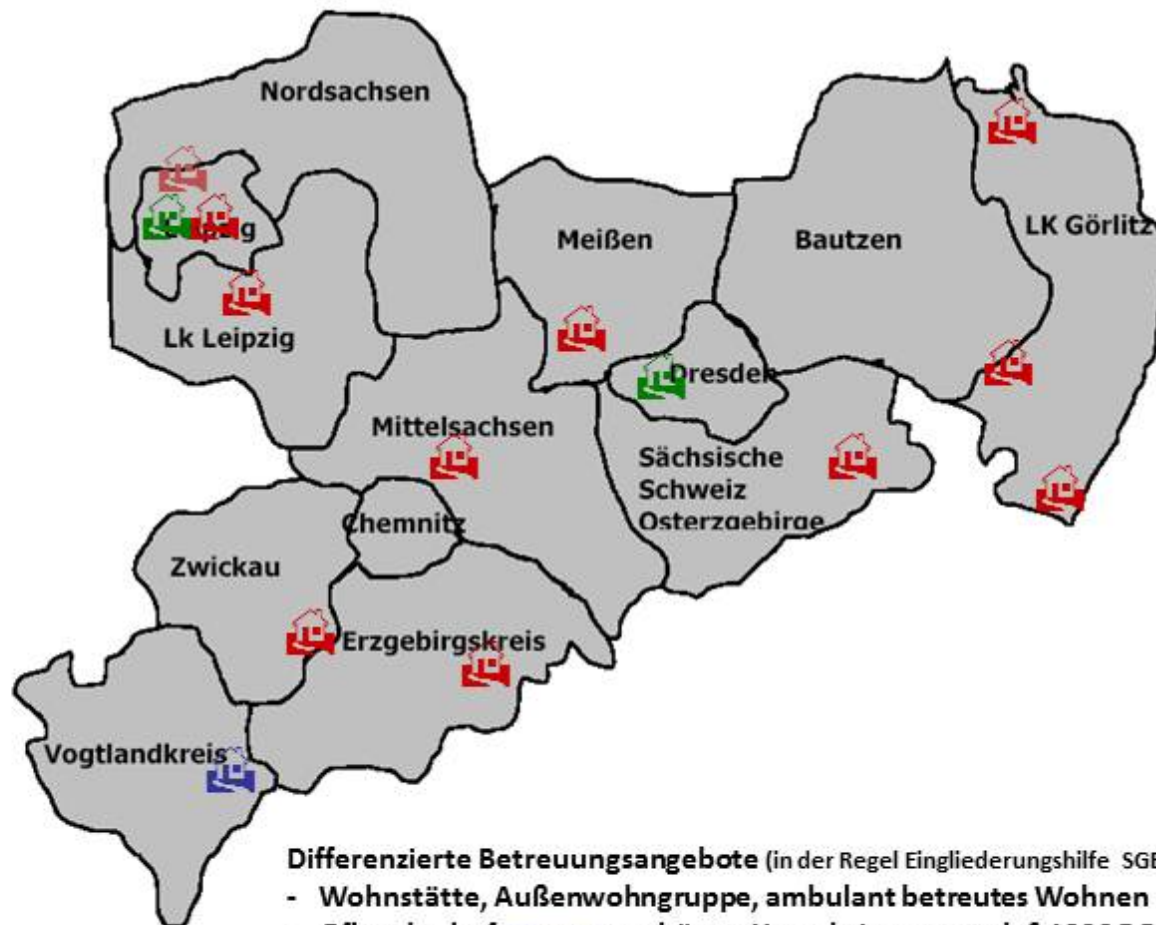 Nordsachsen
LK Görlitz
Meißen
Bautzen
Lk Leipzig
Dresden
Mittelsachsen
Sächsische
Schweiz
Osterzgebirge
Chemnitz
Zwickau
Erzgebirgskreis
Vogtlandkreis
Differenzierte Betreuungsangebote (in der Regel Eingliederungshilfe SGB
- Wohnstätte, Außenwohngruppe, ambulant betreutes Wohnen